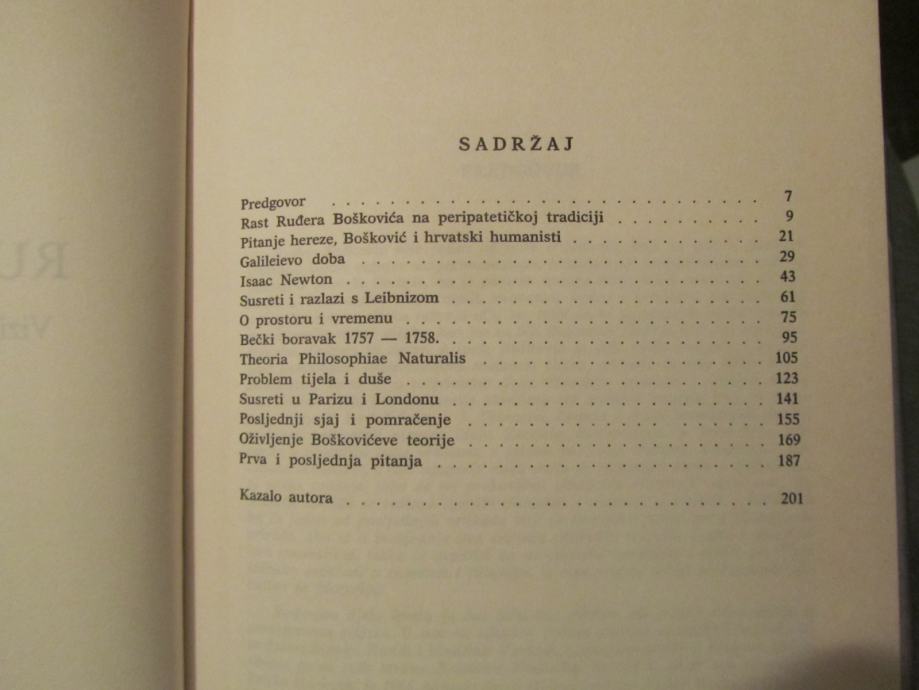 SADRŽAJ
Predgovor . . . . . . . . . . . . . . . . . . . . . . . . . . . . . 7
Rast Ruđera Boškovića na peripatetičkoj tradiciji . . . . . . . . . 9
Pitanje hereze, Bošković i hrvatski humanisti . . . . . . . . . . . . 21
Galileievo doba . . . . . . . . . . . . . . . . . . . . . . . . . . . 29
Isaac Newton . . . . . . . . . . . . . . . . . . . . . . . . . . . . 43
Susreti i razlazi s Leibnizom . . . . . . . . . . . . . . . . . . . . 61
O prostoru i vremenu . . . . . . . . . . . . . . . . . . . . . . . . 75
Bečki boravak 1757 — 1758. . . . . . . . . . . . . . . . . . . . . . 95
Theoria Philosophiae Naturalis . . . . . . . . . . . . . . . . . . . 105
Problem tijela i duše . . . . . . . . . . . . . . . . . . . . . . . . 123
Susreti u Parizu i Londonu . . . . . . . . . . . . . . . . . . . . . 141
Posljednji sjaj i pomračenje . . . . . . . . . . . . . . . . . . . . 155
Oživljenje Boškovićeve teorije . . . . . . . . . . . . . . . . . . . 169
Prva i posljednja pitanja . . . . . . . . . . . . . . . . . . . . . . 187
Kazalo autora . . . . . . . . . . . . . . . . . . . . . . . . . . . . 201